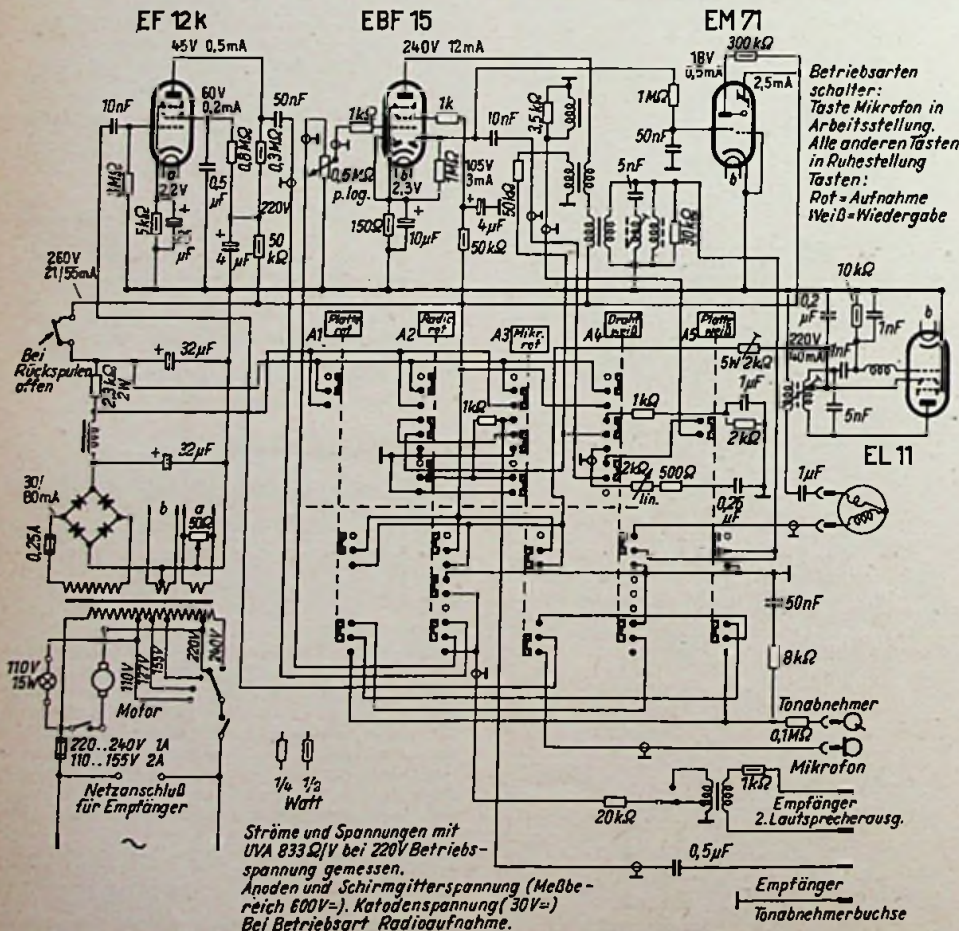 EF 12k
EBF 15
EM 71
45V 0,5mA
240V 12mA
18V
0,5mA
300kΩ
2,5mA
10nF
60V
0,2mA
50nF
1kΩ
1k
10nF
3,5kΩ
1MΩ
50nF
5nF
1MΩ
0,8MΩ
0,3MΩ
0,5MΩ
p.log.
1MΩ
105V
3mA
50kΩ
30kΩ
a
b
b
b
2,2V
2,3V
0,5
µF
220V
150Ω
10µF
4µF
50kΩ
4
µF
50
kΩ
Betriebsarten
schalter:
Taste Mikrofon in
Arbeitsstellung.
Alle anderen Tasten
in Ruhestellung
Tasten:
Rot=Aufnahme
Weiß=Wiedergabe
10kΩ
0,2
µF
1nF
220V
40mA
1nF
5nF
EL 11
260V
21/55mA
Bei
Rückspulen
offen
32µF
2,3kΩ
2W
32µF
A1
Platte
rot
A2
Radio
rot
A3
Mikr.
rot
A4
Draht
weiß
A5
Platte
weiß
5W 2kΩ
1kΩ
1kΩ
1µF
2kΩ
2kΩ
lin.
500Ω
0,25
µF
1µF
30/
80mA
0,25A
b
a
50Ω
50nF
8kΩ
110V
15W
110V
127V
155V
220V
240V
Motor
220..240V 1A
110..155V 2A
Netzanschluß
für Empfänger
~
1/4 1/2
Watt
Tonabnehmer
0,1MΩ
Mikrofon
20kΩ
1kΩ
Empfänger
2.Lautsprecherausg.
0,5µF
Empfänger
Tonabnehmerbuchse
Ströme und Spannungen mit
UVA 833Ω/V bei 220V Betriebs-
spannung gemessen.
Anoden und Schirmgitterspannung (Meßbe-
reich 600V=). Katodenspannung (30V=)
Bei Betriebsart Radioaufnahme.